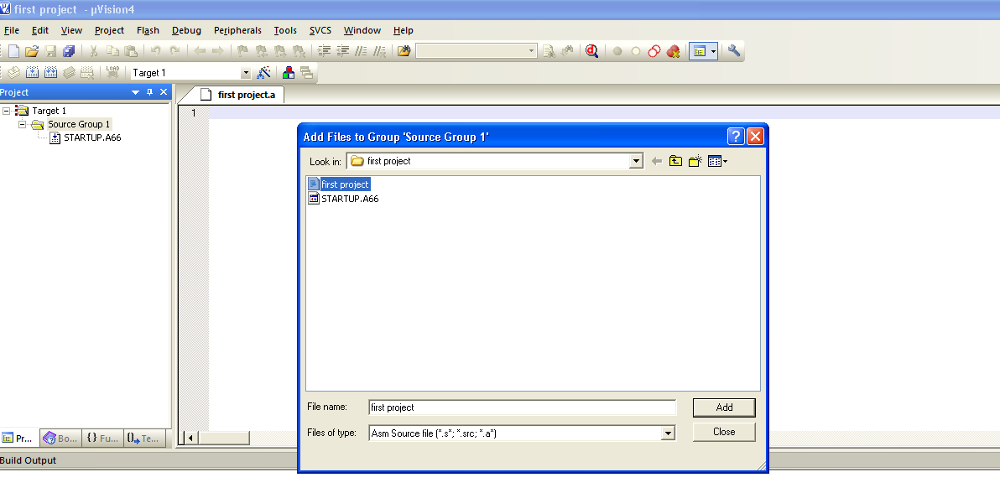 first project - µVision4
File Edit View Project Flash Debug Peripherals Tools SVCS Window Help
LOAD Target 1
Project
first project.a
Target 1
1
Source Group 1
STARTUP.A66
Add Files to Group 'Source Group 1'
Look in: first project
first project
STARTUP.A66
File name: first project Add
Files of type: Asm Source file (*.s*; *.src; *.a*) Close
Pr... Bo... {} Fu... Te...
Build Output